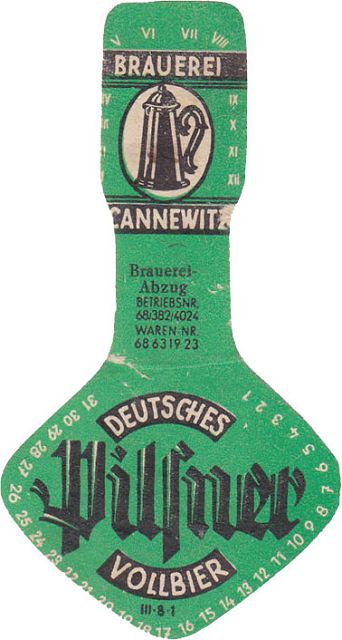 V VI VII VIII
BRAUEREI
IX
X
XI
XII
CANNEWITZ
Brauerei-
Abzug
BETRIEBSNR.
68/382/4024
WAREN NR.
68 63 19 23
DEUTSCHES
Pilsner
VOLLBIER
1 2 3 4 5 6 7 8 9 10 11 12 13 14 15 16 17 18 19 20 21 22 23 24 25 26 27 28 29 30 31
III-8-1